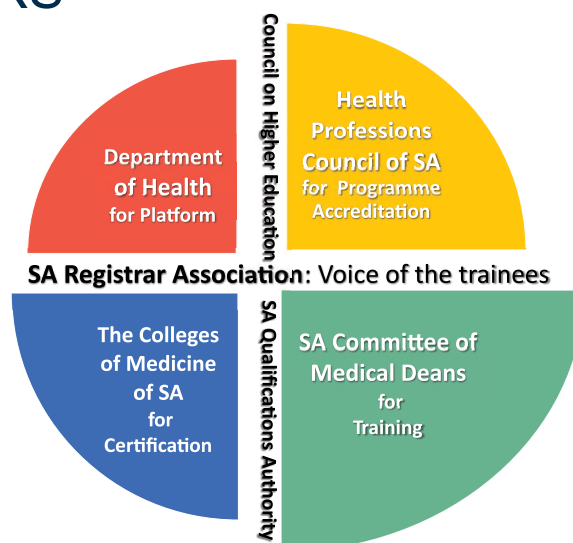 Department
of Health
for Platform
Council on Higher Education
Health
Professions
Council of SA
for Programme
Accreditation
SA Registrar Association: Voice of the trainees
The Colleges
of Medicine
of SA
for
Certification
SA Qualifications Authority
SA Committee of
Medical Deans
for
Training